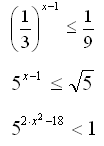 (1/3)^(x-1) ≤ 1/9
5^(x-1) ≤ √5
5^(2·x²-18) < 1